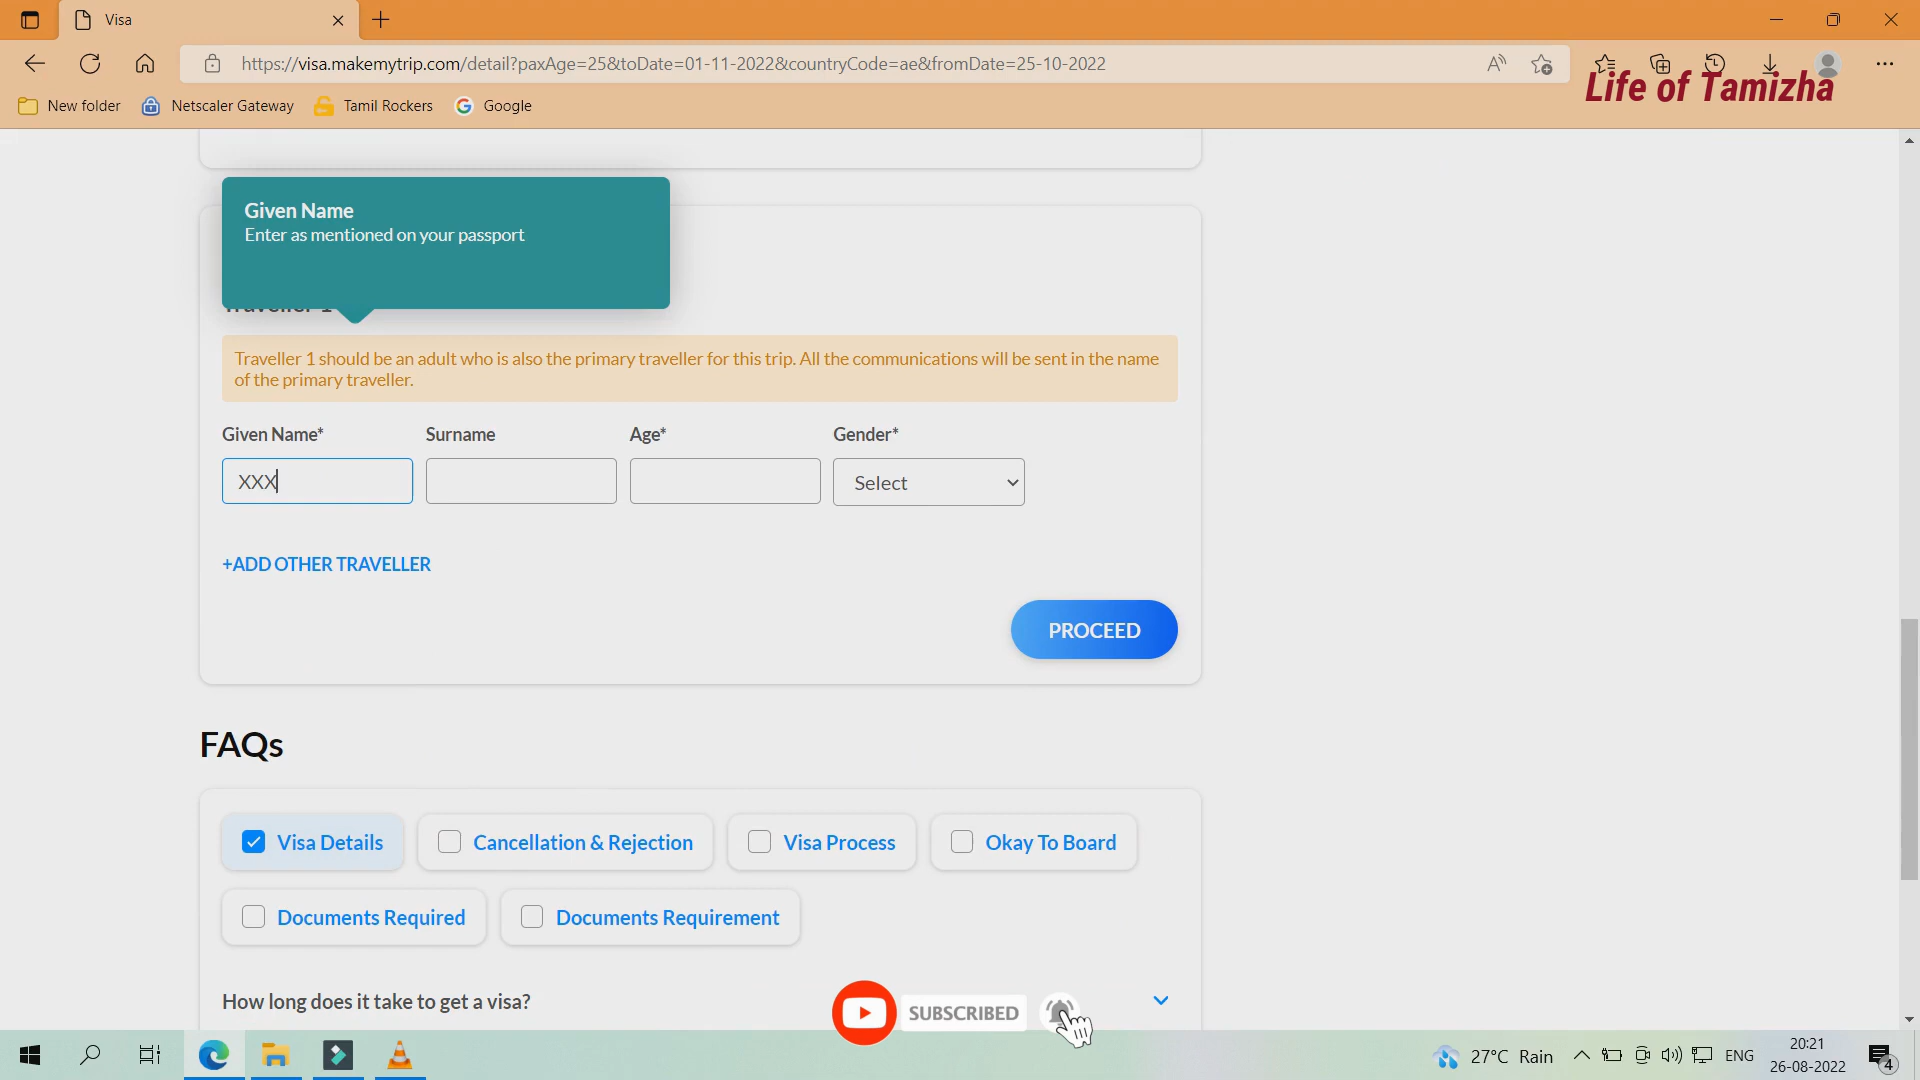 Visa
https://visa.makemytrip.com/detail?paxAge=25&toDate=01-11-2022&countryCode=ae&fromDate=25-10-2022
Life of Tamizha
New folder
Netscaler Gateway
Tamil Rockers
Google
Given Name
Enter as mentioned on your passport
Traveller 1 should be an adult who is also the primary traveller for this trip. All the communications will be sent in the name
of the primary traveller.
Given Name*
Surname
Age*
Gender*
XXX
Select
+ADD OTHER TRAVELLER
PROCEED
FAQs
Visa Details
Cancellation & Rejection
Visa Process
Okay To Board
Documents Required
Documents Requirement
How long does it take to get a visa?
SUBSCRIBED
27°C Rain
ENG
20:21
26-08-2022
4